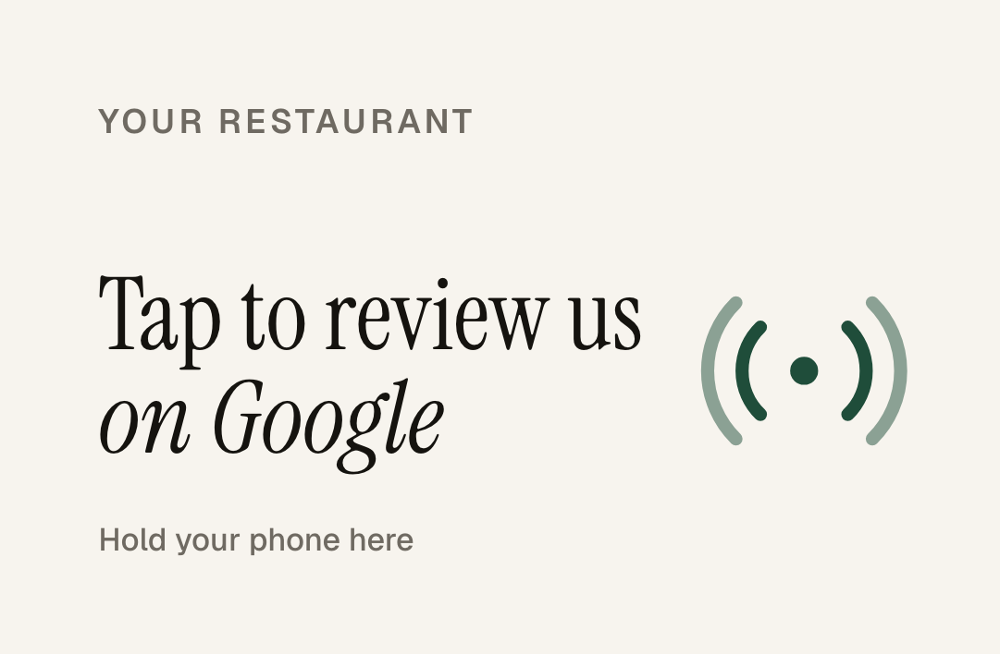 YOUR RESTAURANT
Tap to review us
on Google
Hold your phone here